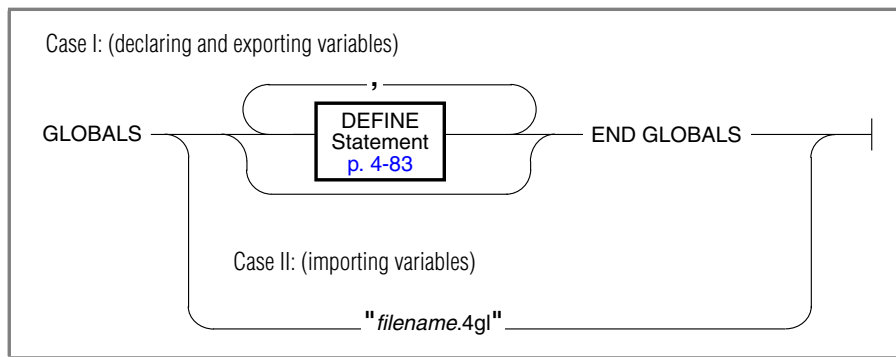 Case I: (declaring and exporting variables)
,
GLOBALS
DEFINE
Statement
p. 4-83
END GLOBALS
Case II: (importing variables)
"filename.4gl"